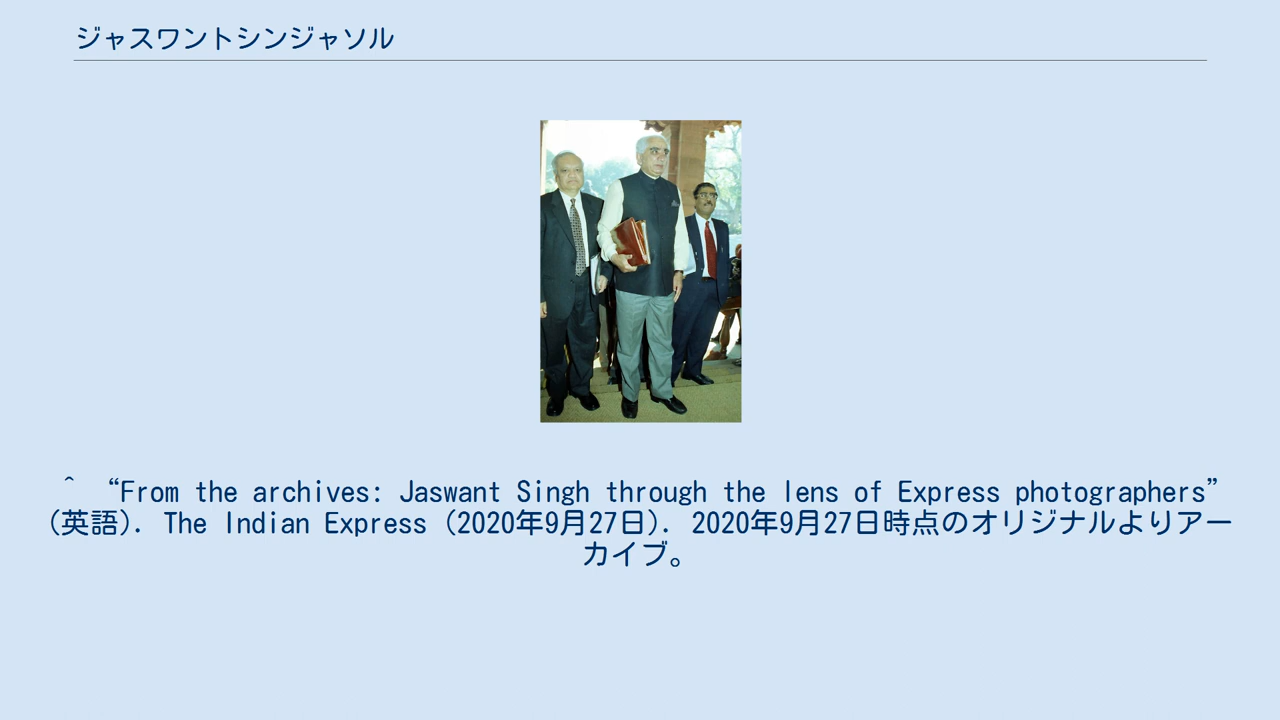 ジャスワントシンジャソル
^ “From the archives: Jaswant Singh through the lens of Express photographers”
(英語). The Indian Express (2020年9月27日). 2020年9月27日時点のオリジナルよりアー
カイブ。